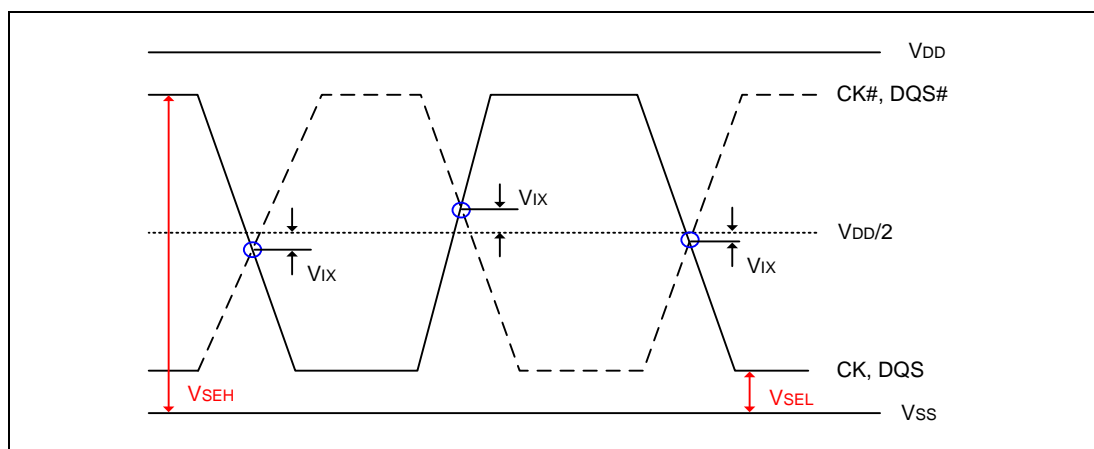 VDD
CK#, DQS#
VIX
VDD/2
VIX
VIX
CK, DQS
VSEH
VSEL
VSS